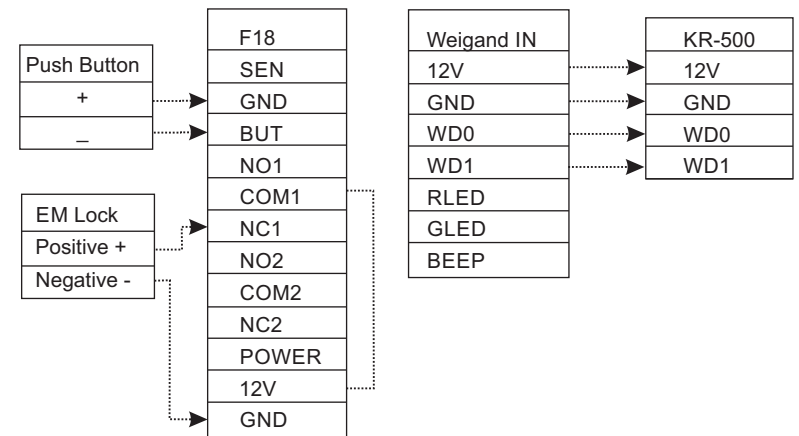 Push Button
+
_
EM Lock
Positive +
Negative -
F18
SEN
GND
BUT
NO1
COM1
NC1
NO2
COM2
NC2
POWER
12V
GND
Weigand IN
12V
GND
WD0
WD1
RLED
GLED
BEEP
KR-500
12V
GND
WD0
WD1